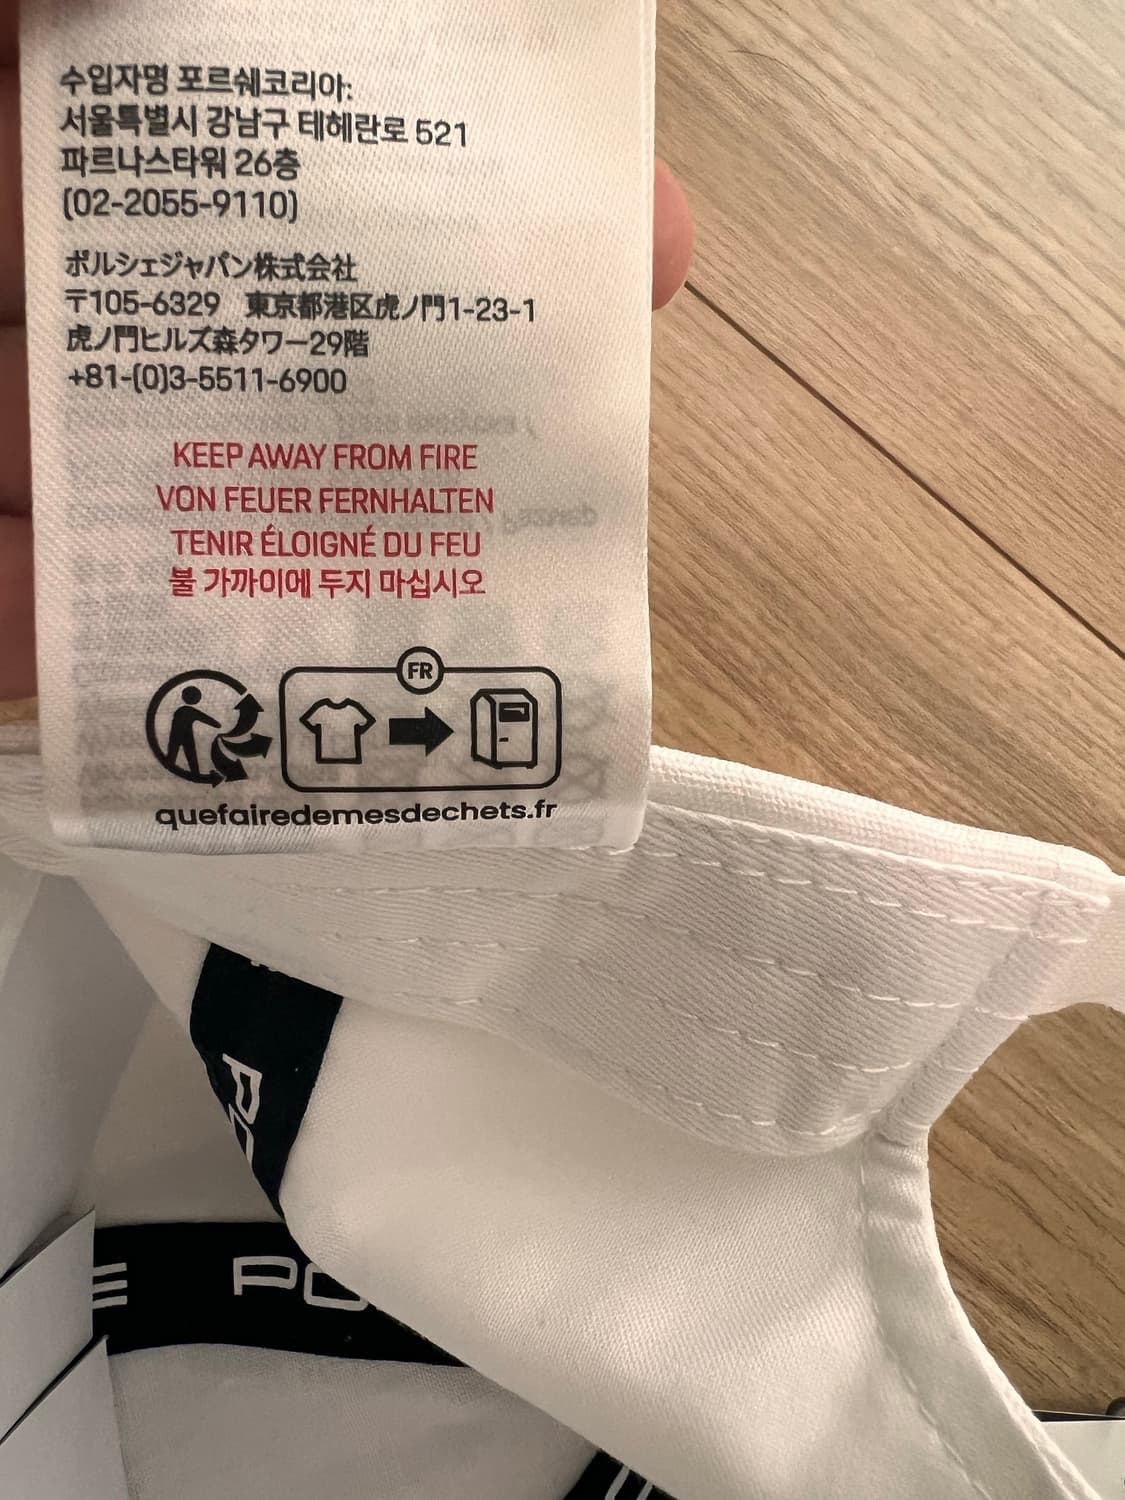 수입자명 포르쉐코리아:
서울특별시 강남구 테헤란로 521
파르나스타워 26층
(02-2055-9110)
ポルシェジャパン株式会社
〒105-6329 東京都港区虎ノ門1-23-1
虎ノ門ヒルズ森タワー29階
+81-(0)3-5511-6900
KEEP AWAY FROM FIRE
VON FEUER FERNHALTEN
TENIR ÉLOIGNÉ DU FEU
불 가까이에 두지 마십시오
FR
quefairedemesdechets.fr